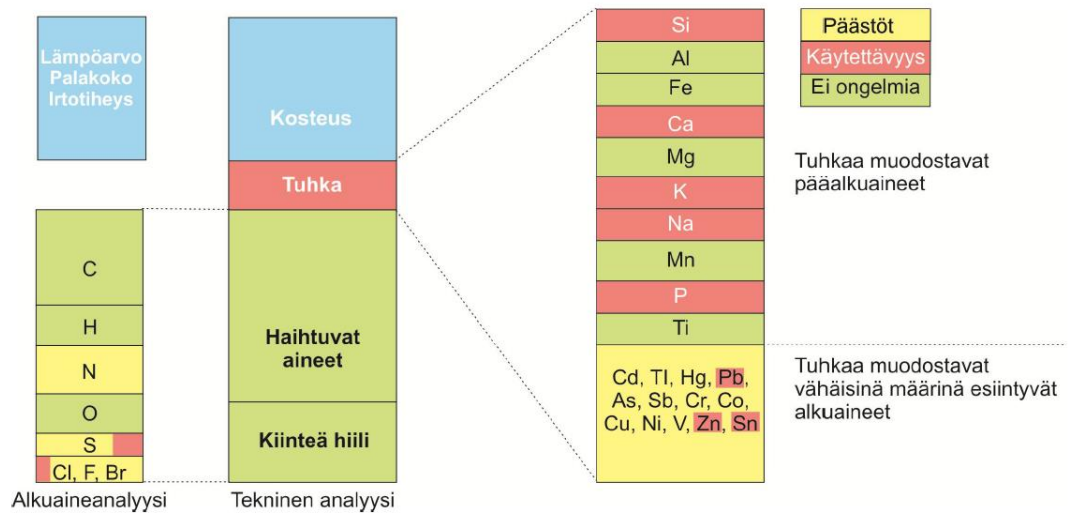 Lämpöarvo
Palakoko
Irtotiheys
C
H
N
O
S
Cl, F, Br
Alkuaineanalyysi
Kosteus
Tuhka
Haihtuvat
aineet
Kiinteä hiili
Tekninen analyysi
Si
Al
Fe
Ca
Mg
K
Na
Mn
P
Ti
Cd, Tl, Hg, Pb,
As, Sb, Cr, Co,
Cu, Ni, V, Zn, Sn
Päästöt
Käytettävyys
Ei ongelmia
Tuhkaa muodostavat
pääalkuaineet
Tuhkaa muodostavat
vähäisinä määrinä esiintyvät
alkuaineet